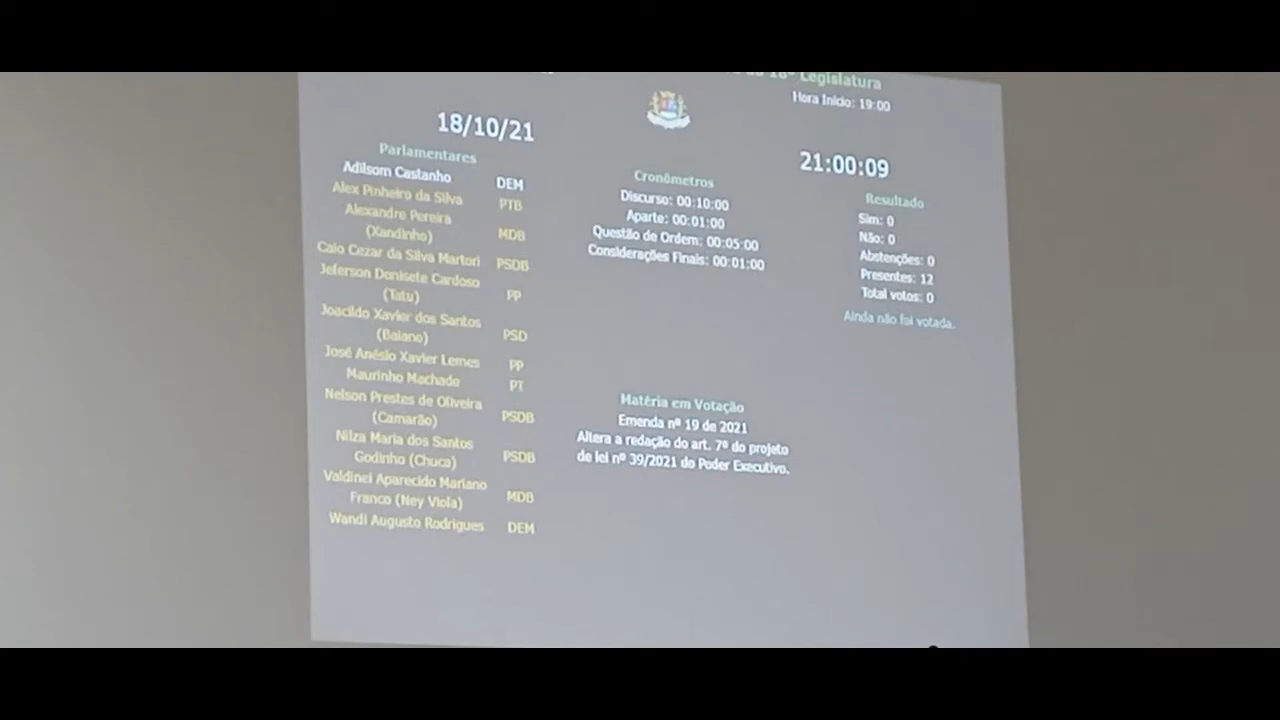 Legislatura
Hora Início: 19:00
18/10/21
21:00:09
Parlamentares
Adilsom Castanho DEM
Alex Pinheiro da Silva PTB
Alexandre Pereira
(Xandinho) MDB
Caio Cezar da Silva Martori PSDB
Jeferson Donisete Cardoso
(Tatu) PP
Joacildo Xavier dos Santos
(Baiano) PSD
José Anésio Xavier Lemes PP
Maurinho Machado PT
Nelson Prestes de Oliveira
(Camarão) PSDB
Nilza Maria dos Santos
Godinho (Chuca) PSDB
Valdinei Aparecido Mariano
Franco (Ney Viola) MDB
Wandi Augusto Rodrigues DEM
Cronômetros
Discurso: 00:10:00
Aparte: 00:01:00
Questão de Ordem: 00:05:00
Considerações Finais: 00:01:00
Matéria em Votação
Emenda nº 19 de 2021
Altera a redação do art. 7º do projeto
de lei nº 39/2021 do Poder Executivo.
Resultado
Sim: 0
Não: 0
Abstenções: 0
Presentes: 12
Total votos: 0
Ainda não foi votada.